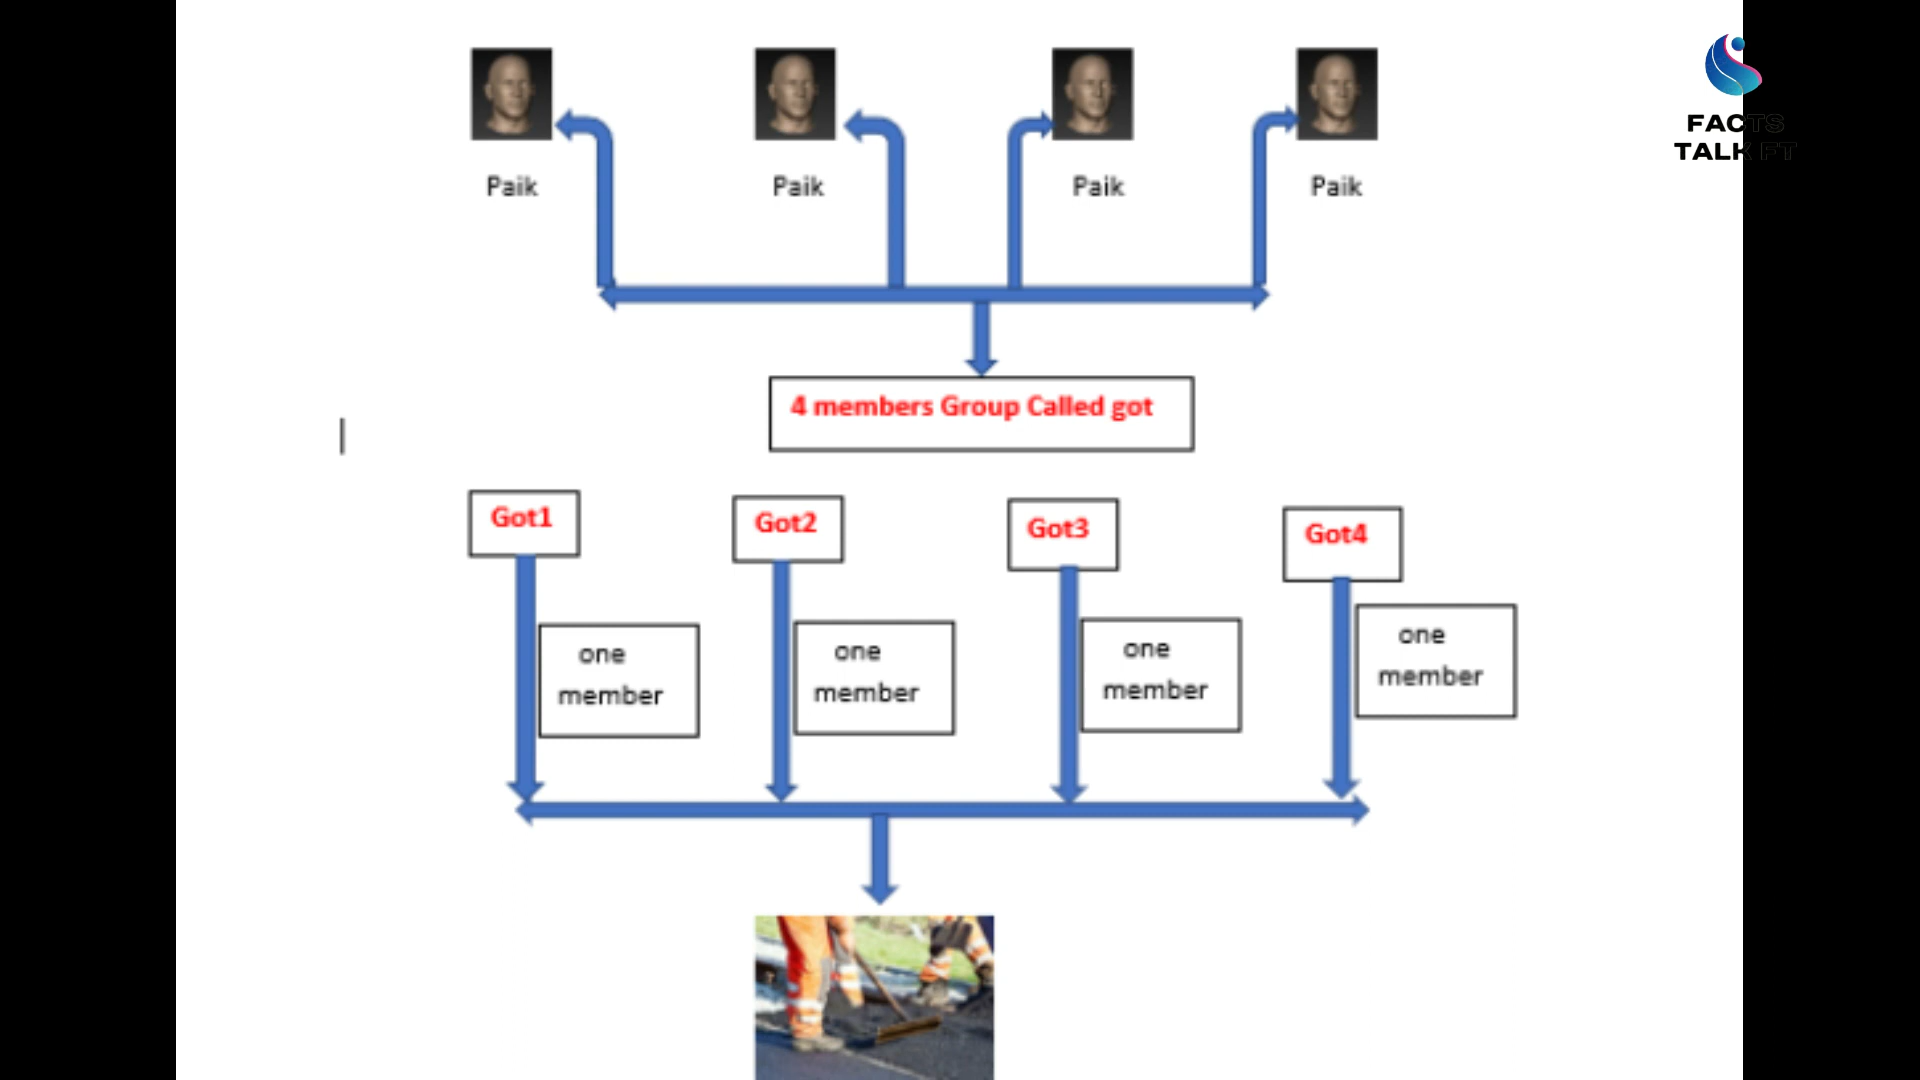 FACTS
TALK FT
Paik
Paik
Paik
Paik
4 members Group Called got
Got1
Got2
Got3
Got4
one
member
one
member
one
member
one
member